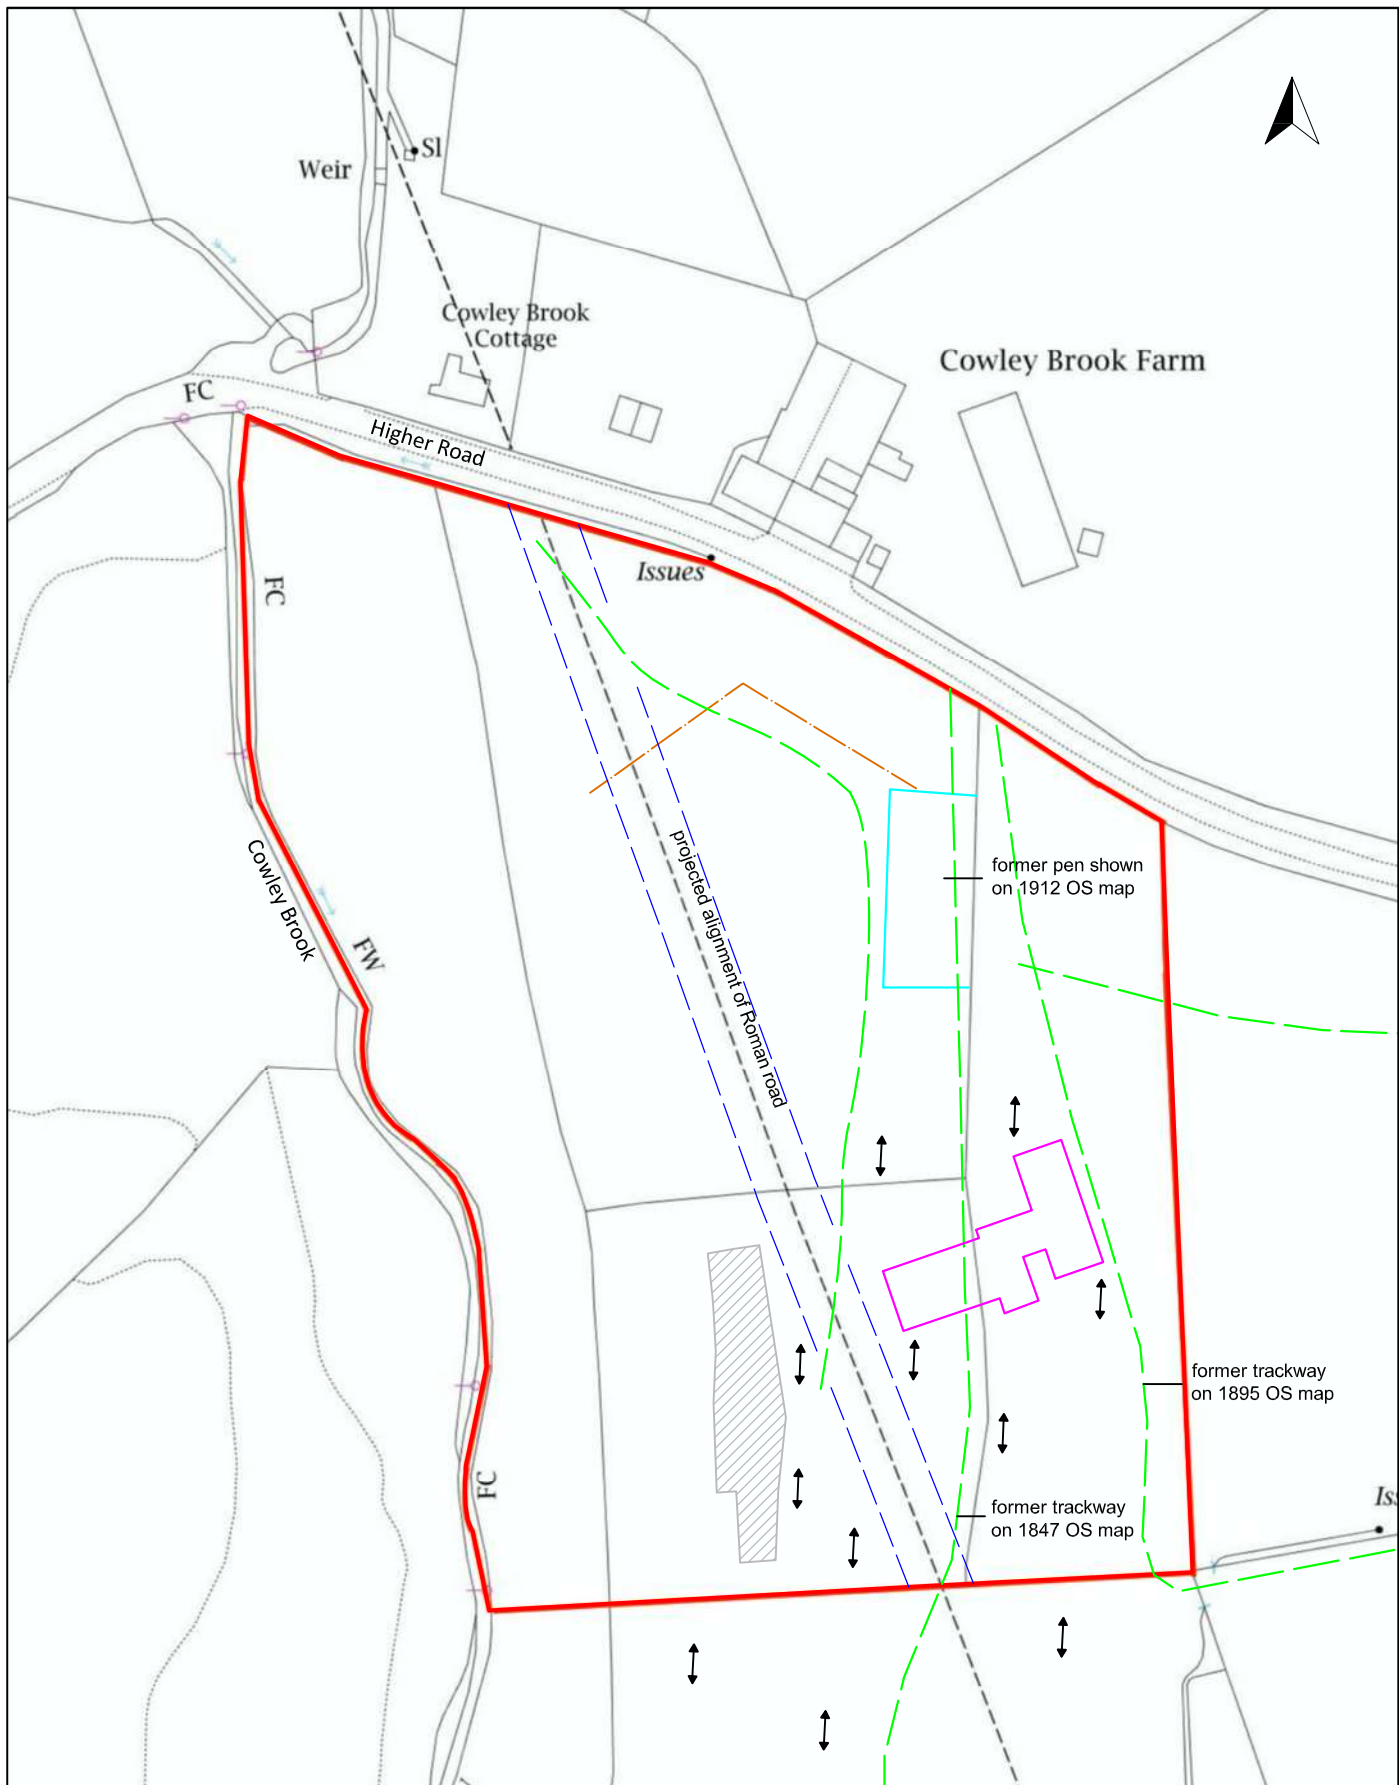 Sl
Weir
Cowley Brook
Cottage
Cowley Brook Farm
FC
Higher Road
Issues
FC
projected alignment of Roman road
former pen shown
on 1912 OS map
Cowley Brook
FW
former trackway
on 1895 OS map
FC
former trackway
on 1847 OS map
Iss